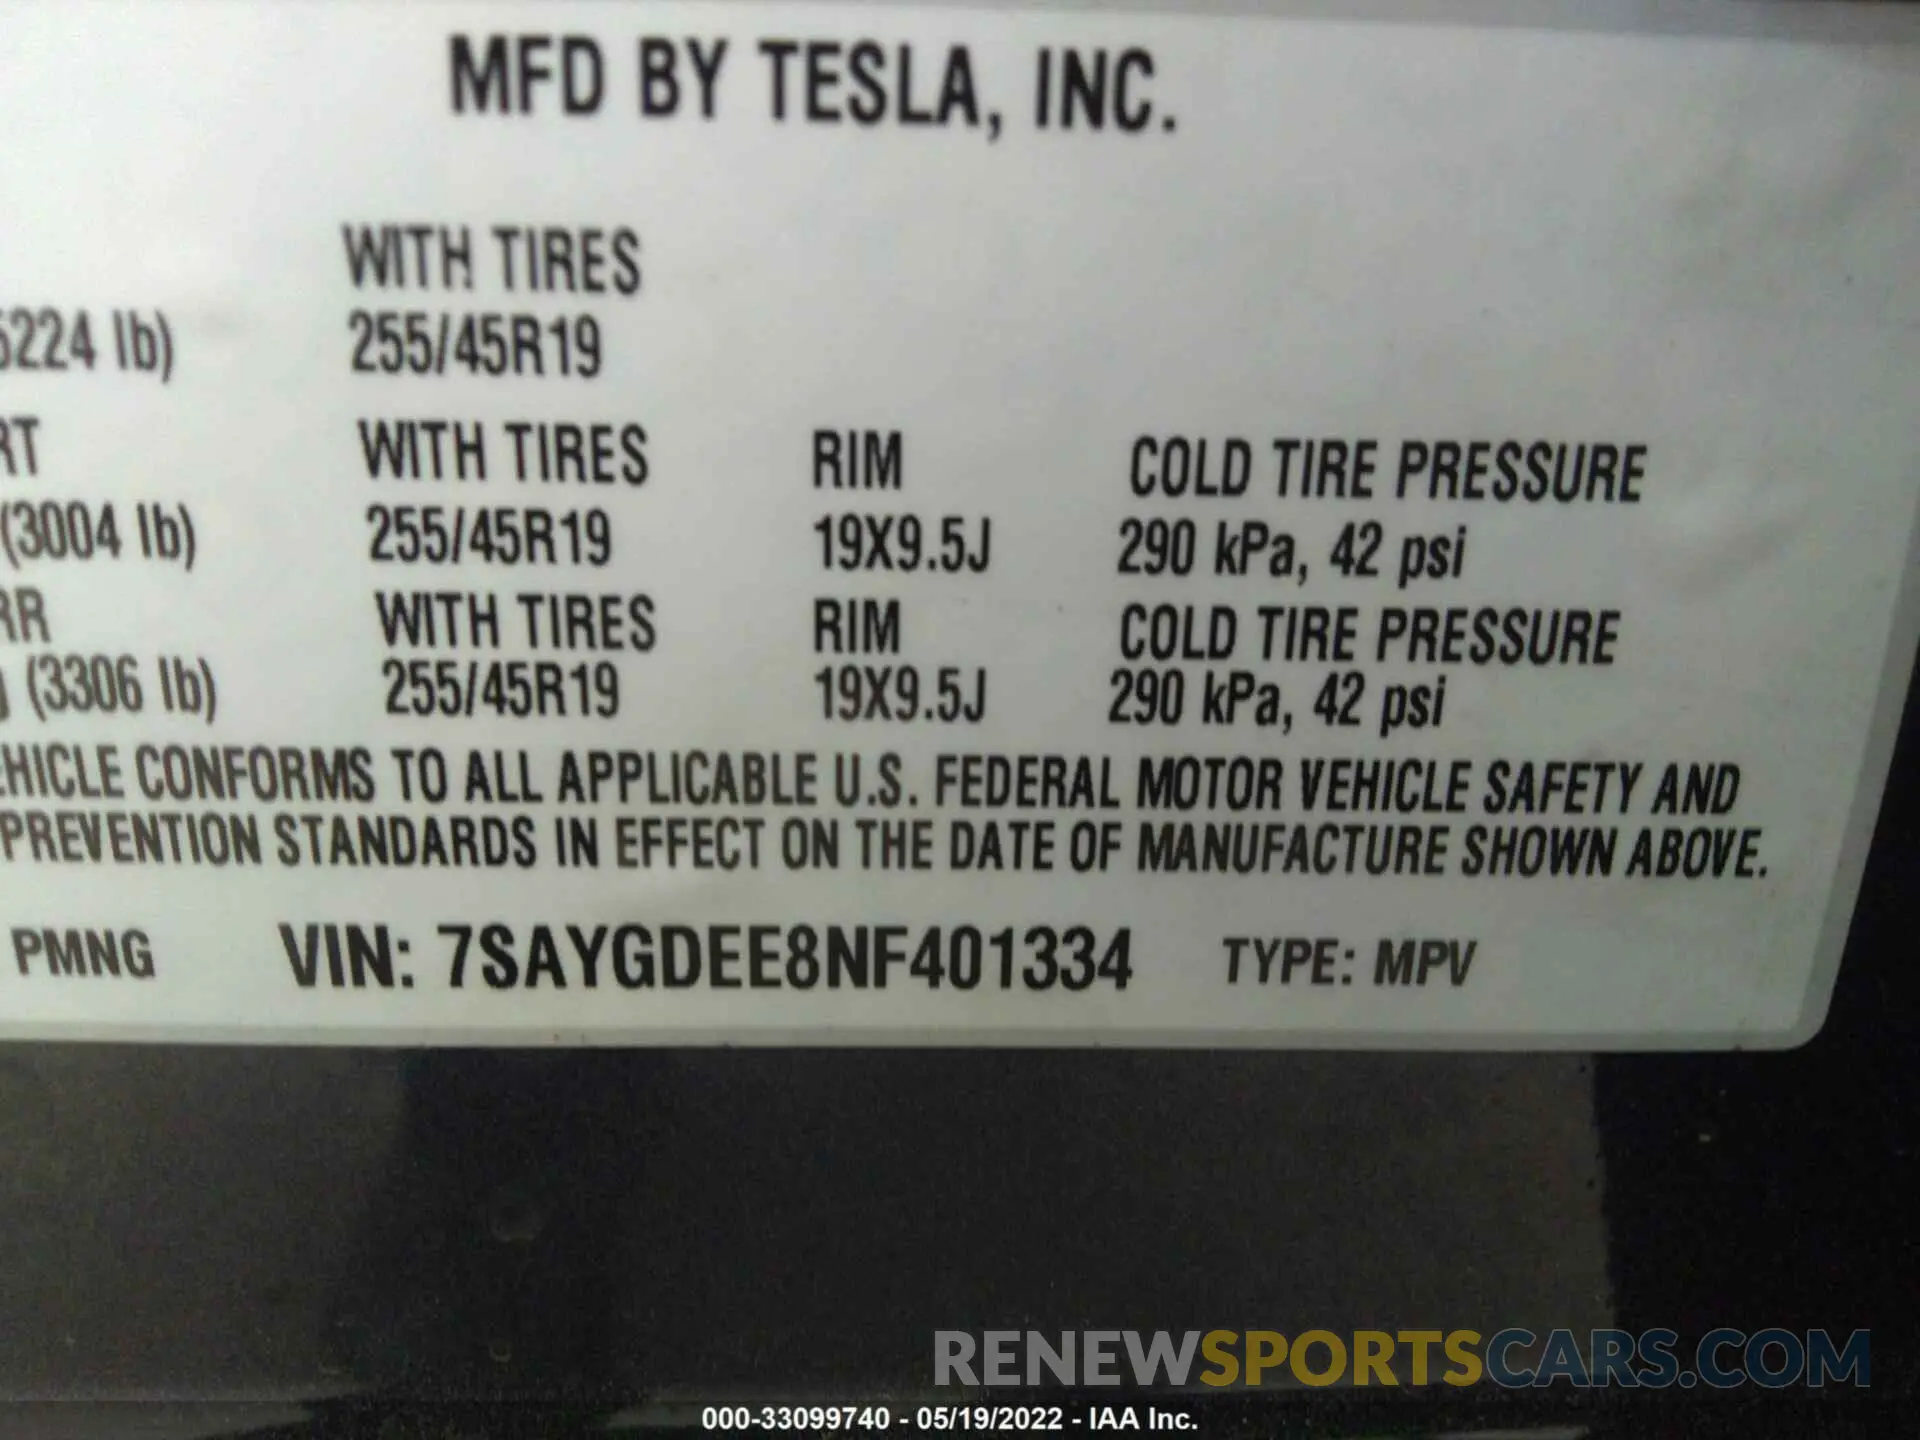 MFD BY TESLA, INC.
WITH TIRES
5224 lb) 255/45R19
RT WITH TIRES RIM COLD TIRE PRESSURE
(3004 lb) 255/45R19 19X9.5J 290 kPa, 42 psi
RR WITH TIRES RIM COLD TIRE PRESSURE
(3306 lb) 255/45R19 19X9.5J 290 kPa, 42 psi
EHICLE CONFORMS TO ALL APPLICABLE U.S. FEDERAL MOTOR VEHICLE SAFETY AND
PREVENTION STANDARDS IN EFFECT ON THE DATE OF MANUFACTURE SHOWN ABOVE.
PMNG VIN: 7SAYGDEE8NF401334 TYPE: MPV
RENEWSPORTSCARS.COM
000-33099740 - 05/19/2022 - IAA Inc.